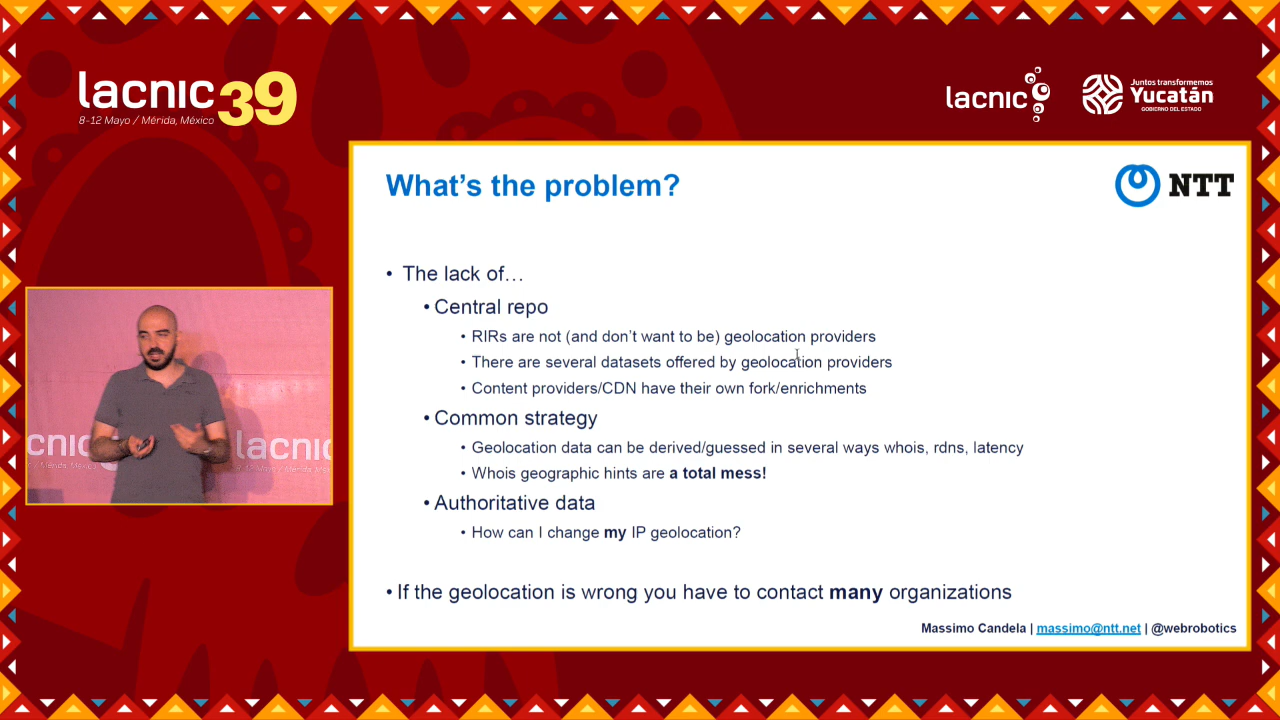 lacnic 39
8-12 Mayo / Mérida, México
lacnic
Juntos transformemos
Yucatán
GOBIERNO DEL ESTADO
What's the problem?
NTT
• The lack of…
• Central repo
• RIRs are not (and don't want to be) geolocation providers
• There are several datasets offered by geolocation providers
• Content providers/CDN have their own fork/enrichments
• Common strategy
• Geolocation data can be derived/guessed in several ways whois, rdns, latency
• Whois geographic hints are a total mess!
• Authoritative data
• How can I change my IP geolocation?
• If the geolocation is wrong you have to contact many organizations
Massimo Candela | massimo@ntt.net | @webrobotics
cnic
lacnic